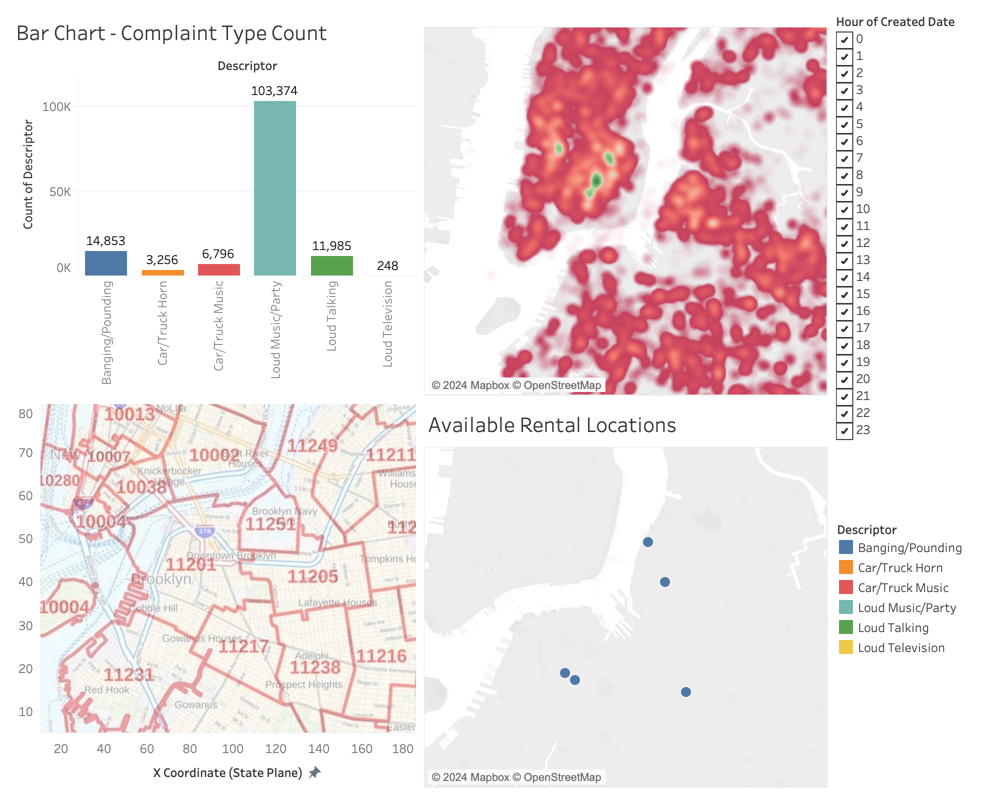 Bar Chart - Complaint Type Count
Descriptor
Count of Descriptor
100K
50K
0K
14,853
3,256
6,796
103,374
11,985
248
Banging/Pounding
Car/Truck Horn
Car/Truck Music
Loud Music/Party
Loud Talking
Loud Television
© 2024 Mapbox © OpenStreetMap
Hour of Created Date
0
1
2
3
4
5
6
7
8
9
10
11
12
13
14
15
16
17
18
19
20
21
22
23
80
70
60
50
40
30
20
10
10013
NoLIta
10007
10002
East River
Houses
11249
11211
Williams
House
Knickerbocker
Village
10280
10038
10004
Brooklyn Navy
Yard
11251
278
Plymouth St
York St
Downtown Brooklyn
11201
Brooklyn
11205
Tompkins Ho
10004
Cobble Hill
Lafayette Houses
Gowanus Houses
11217
Adelphi
11238
11216
11231
Prospect Heights
Red Hook
Gowanus
Easter
20
40
60
80
100
120
140
160
180
X Coordinate (State Plane)
Available Rental Locations
© 2024 Mapbox © OpenStreetMap
Descriptor
Banging/Pounding
Car/Truck Horn
Car/Truck Music
Loud Music/Party
Loud Talking
Loud Television